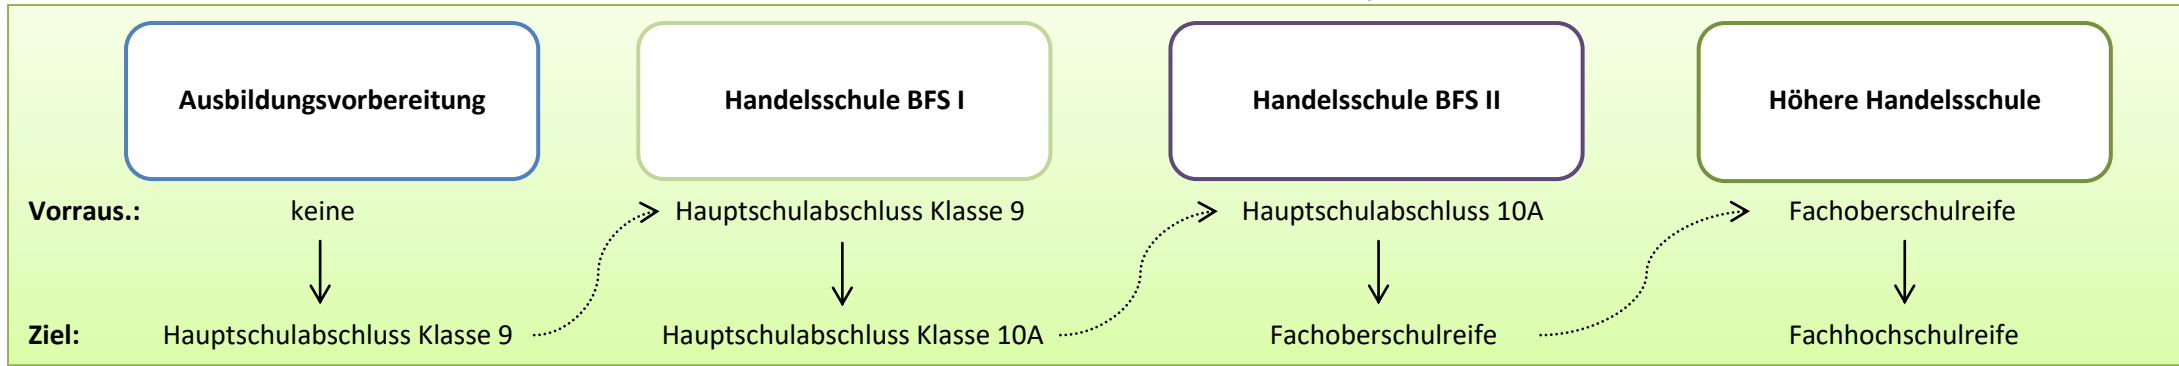 Ausbildungsvorbereitung Handelsschule BFS I Handelsschule BFS II Höhere Handelsschule
Vorraus.: keine Hauptschulabschluss Klasse 9 Hauptschulabschluss 10A Fachoberschulreife
Ziel: Hauptschulabschluss Klasse 9 Hauptschulabschluss Klasse 10A Fachoberschulreife Fachhochschulreife